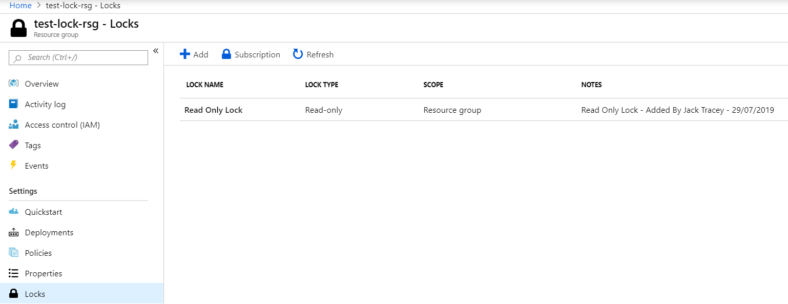 Home > test-lock-rsg - Locks
test-lock-rsg - Locks
Resource group
Search (Ctrl+/)
«
Overview
Activity log
Access control (IAM)
Tags
Events
Settings
Quickstart
Deployments
Policies
Properties
Locks
Add Subscription Refresh
LOCK NAME LOCK TYPE SCOPE NOTES
Read Only Lock Read-only Resource group Read Only Lock - Added By Jack Tracey - 29/07/2019